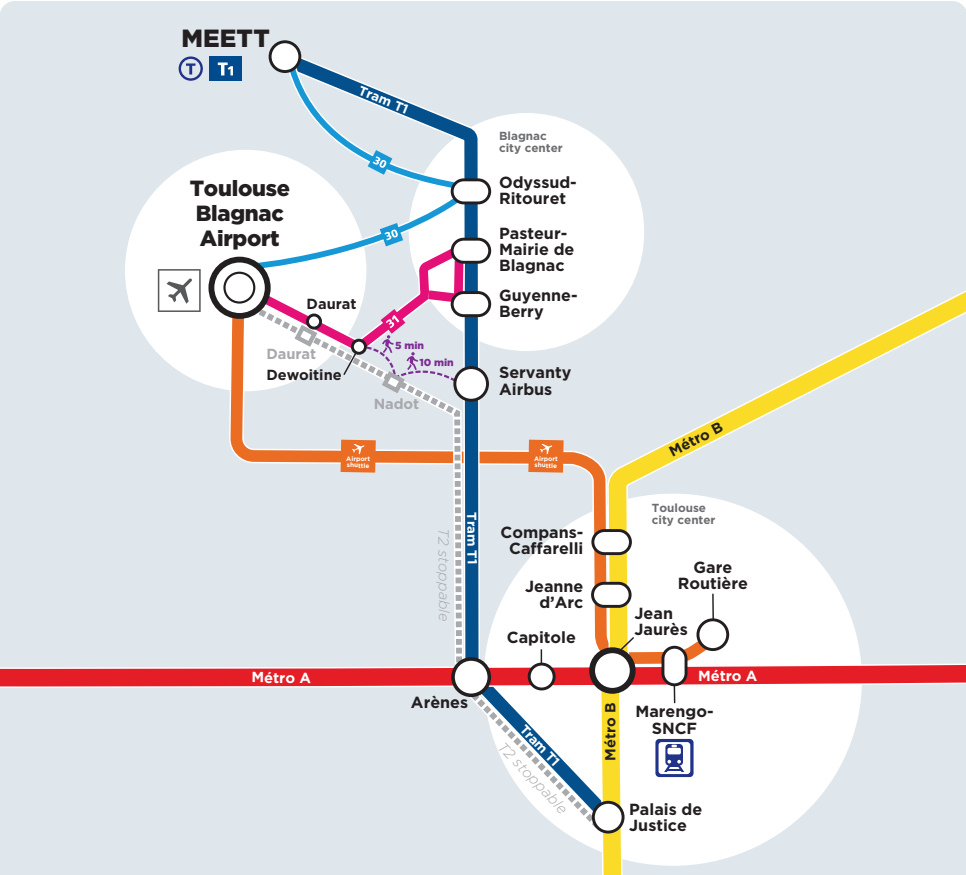 MEETT
T T1
Tram T1
30
Blagnac
city center
Odyssud-
Ritouret
Toulouse
Blagnac
Airport
30
Pasteur-
Mairie de
Blagnac
Guyenne-
Berry
Daurat
31
Daurat
Dewoitine
5 min
10 min
Servanty
Airbus
Nadot
Métro B
Airport
shuttle
Airport
shuttle
Toulouse
city center
Tram T1
T2 stoppable
Compans-
Caffarelli
Jeanne
d'Arc
Gare
Routière
Jean
Jaurès
Capitole
Métro A
Métro A
Arènes
Marengo-
SNCF
Métro B
Tram T1
T2 stoppable
Palais de
Justice